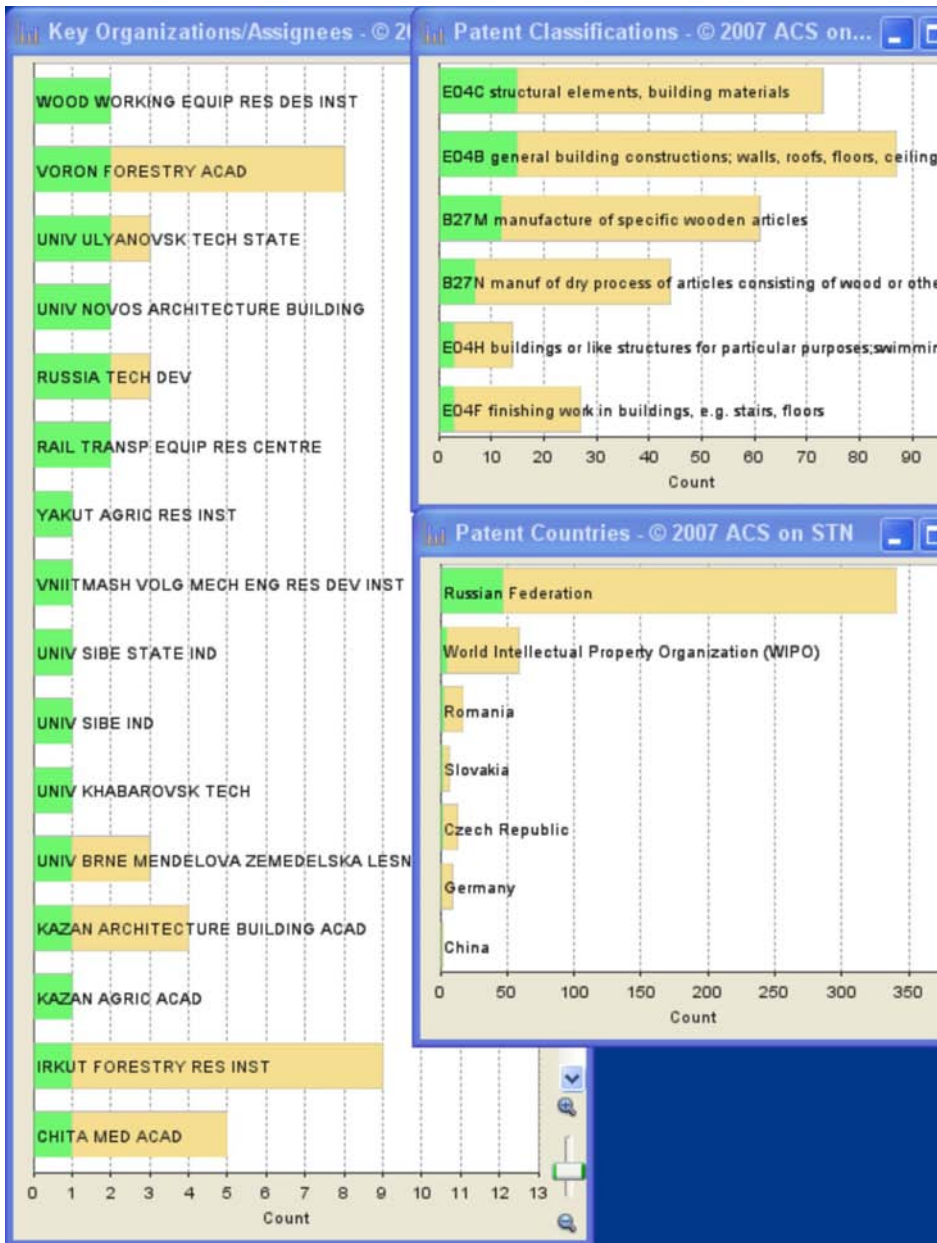 Key Organizations/Assignees - © 20
WOOD WORKING EQUIP RES DES INST
VORON FORESTRY ACAD
UNIV ULYANOVSK TECH STATE
UNIV NOVOS ARCHITECTURE BUILDING
RUSSIA TECH DEV
RAIL TRANSP EQUIP RES CENTRE
YAKUT AGRIC RES INST
VNIITMASH VOLG MECH ENG RES DEV INST
UNIV SIBE STATE IND
UNIV SIBE IND
UNIV KHABAROVSK TECH
UNIV BRNE MENDELOVA ZEMEDELSKA LESN
KAZAN ARCHITECTURE BUILDING ACAD
KAZAN AGRIC ACAD
IRKUT FORESTRY RES INST
CHITA MED ACAD
0 1 2 3 4 5 6 7 8 9 10 11 12 13
Count
Patent Classifications - © 2007 ACS on...
E04C structural elements, building materials
E04B general building constructions; walls, roofs, floors, ceiling
B27M manufacture of specific wooden articles
B27N manuf of dry process of articles consisting of wood or othe
E04H buildings or like structures for particular purposes;swimmin
E04F finishing work in buildings, e.g. stairs, floors
0 10 20 30 40 50 60 70 80 90
Count
Patent Countries - © 2007 ACS on STN
Russian Federation
World Intellectual Property Organization (WIPO)
Romania
Slovakia
Czech Republic
Germany
China
0 50 100 150 200 250 300 350
Count